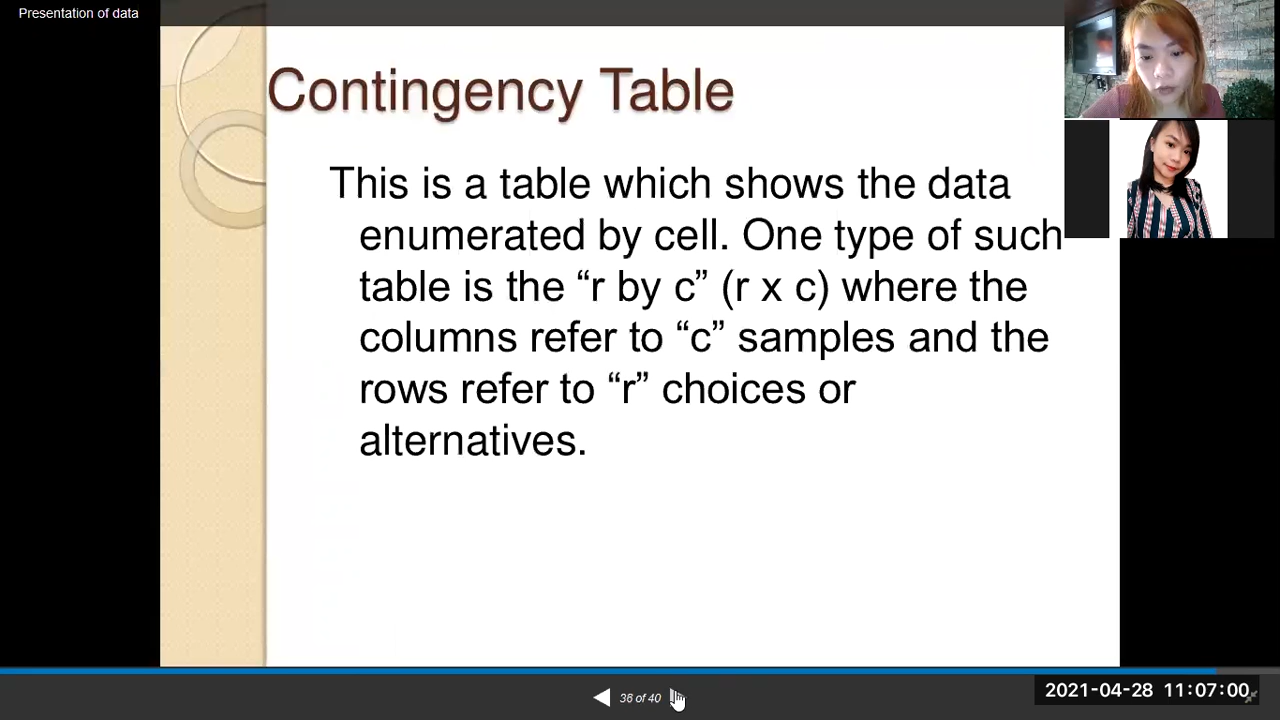 Presentation of data
Contingency Table
This is a table which shows the data
enumerated by cell. One type of such
table is the “r by c” (r x c) where the
columns refer to “c” samples and the
rows refer to “r” choices or
alternatives.
36 of 40
2021-04-28 11:07:00